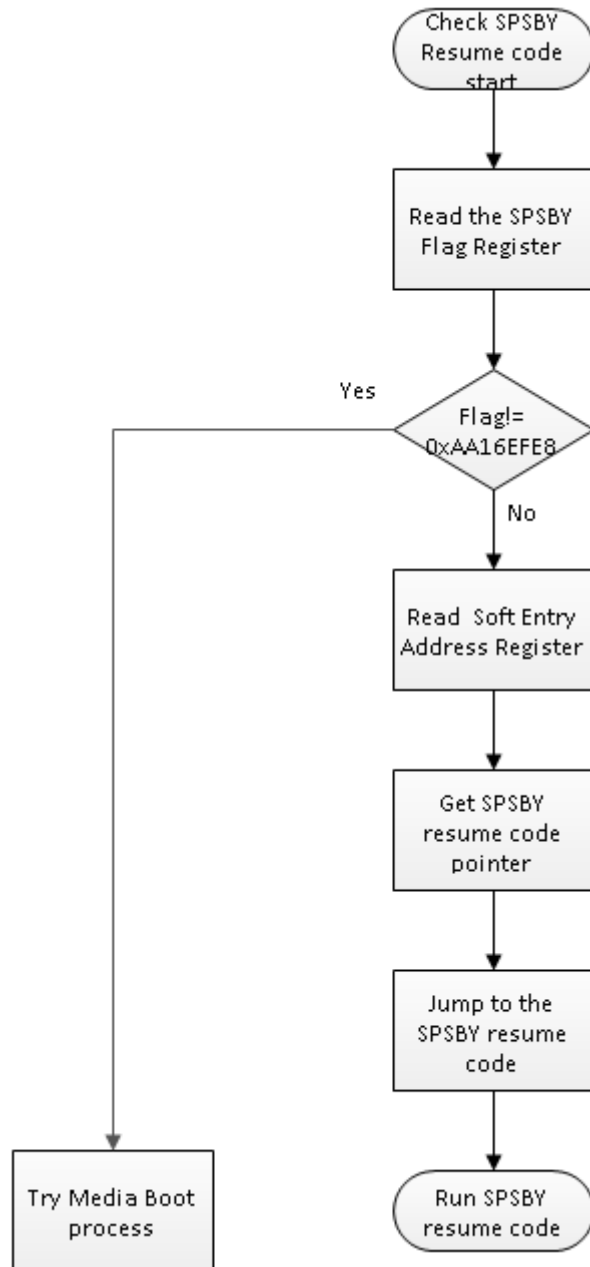 Check SPSBY
Resume code
start
Read the SPSBY
Flag Register
Yes
Flag!=
0xAA16EFE8
No
Read Soft Entry
Address Register
Get SPSBY
resume code
pointer
Jump to the
SPSBY resume
code
Try Media Boot
process
Run SPSBY
resume code